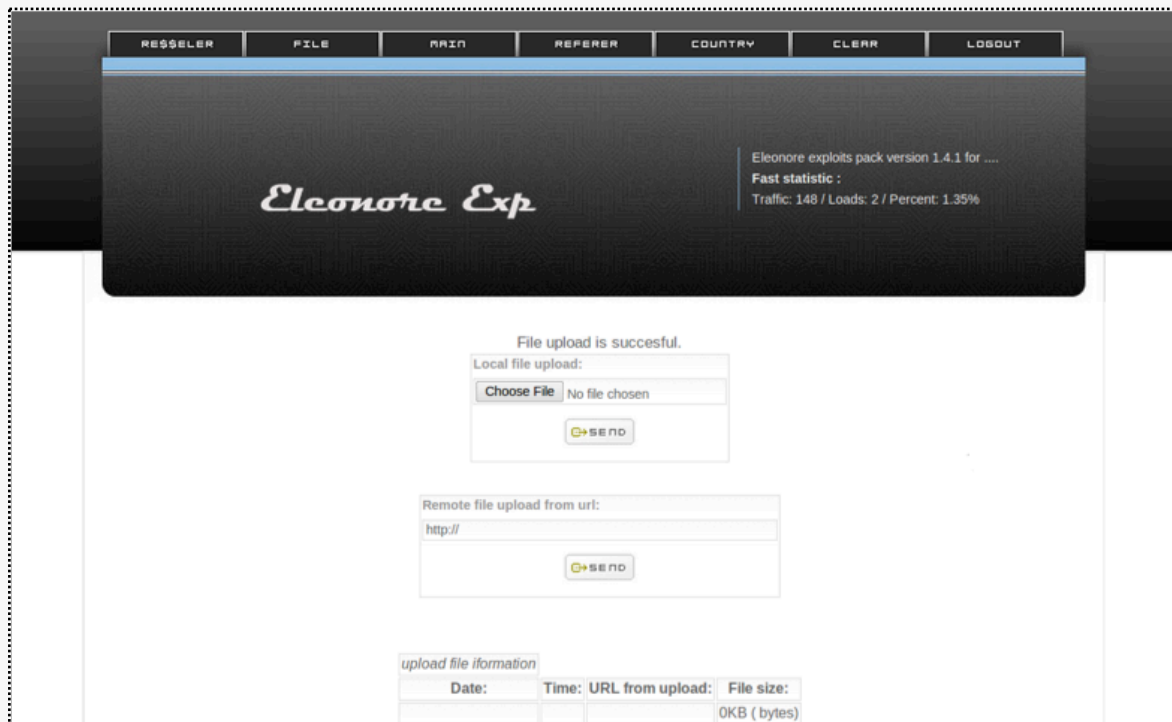 RE$$ELER FILE MAIN REFERER COUNTRY CLEAR LOGOUT
Eleonore exploits pack version 1.4.1 for ....
Fast statistic :
Traffic: 148 / Loads: 2 / Percent: 1.35%
Eleonore Exp
File upload is succesful.
Local file upload:
Choose File No file chosen
SEND
Remote file upload from url:
http://
SEND
upload file iformation
Date: Time: URL from upload: File size:
0KB ( bytes)